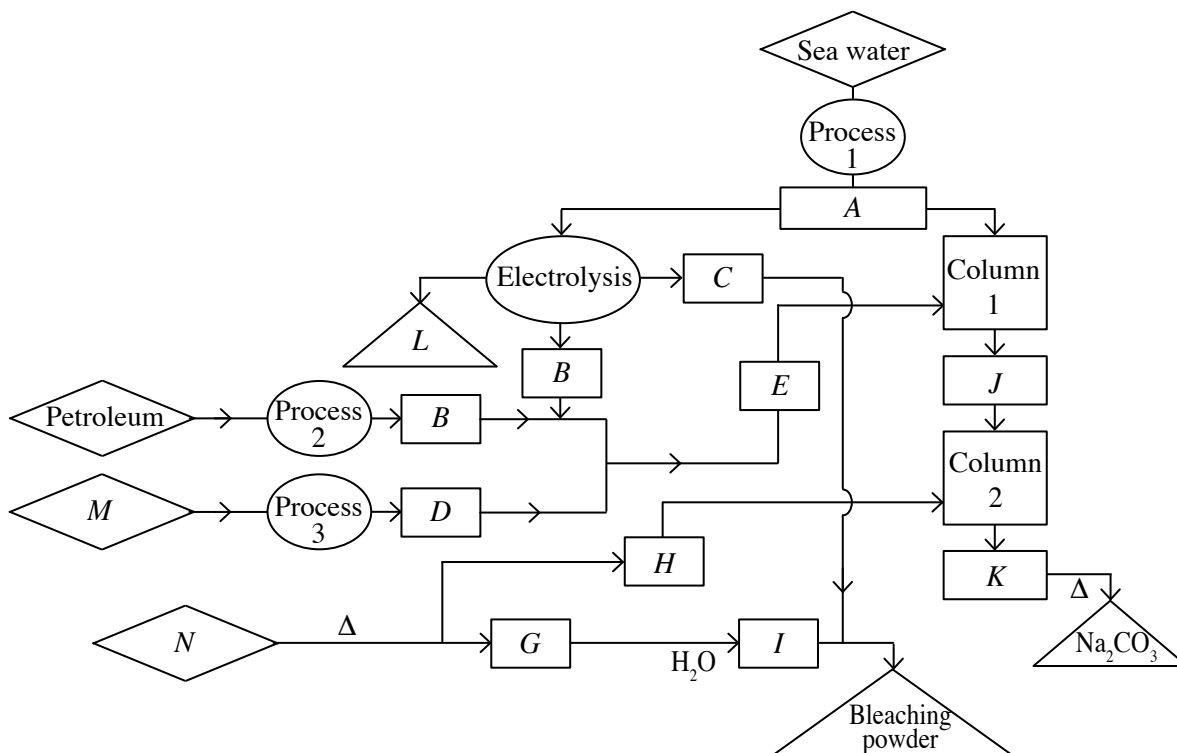 Sea water
Process
1
A
Electrolysis
C
Column
1
L
B
E
J
Petroleum
Process
2
B
Column
2
M
Process
3
D
H
K
Δ
Na₂CO₃
N
Δ
G
H₂O
I
Bleaching
powder